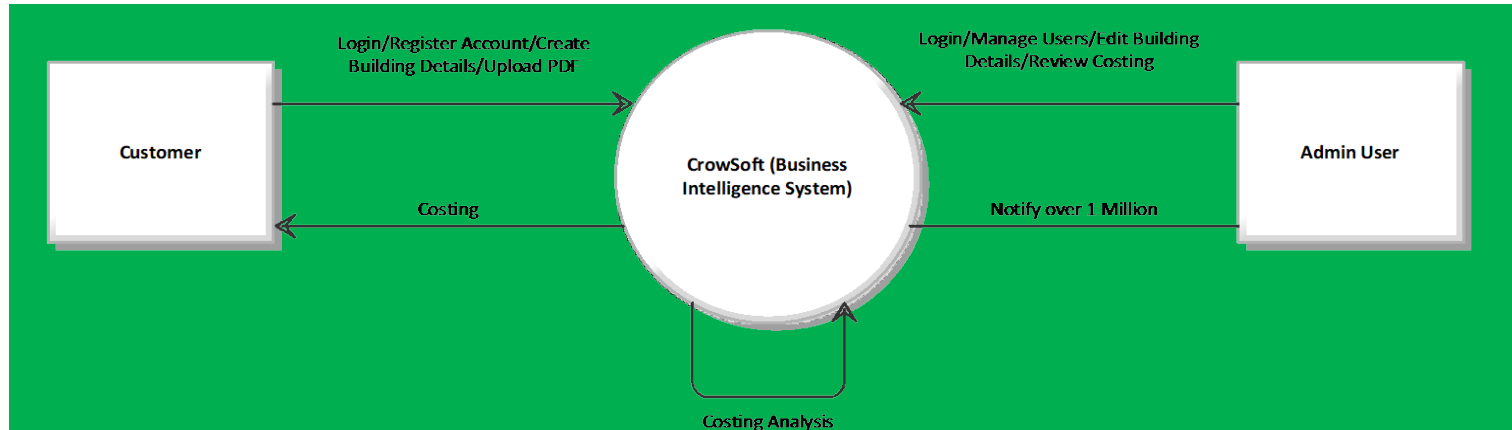 Login/Register Account/Create
Building Details/Upload PDF
Login/Manage Users/Edit Building
Details/Review Costing
Customer
CrowSoft (Business
Intelligence System)
Admin User
Costing
Notify over 1 Million
Costing Analysis